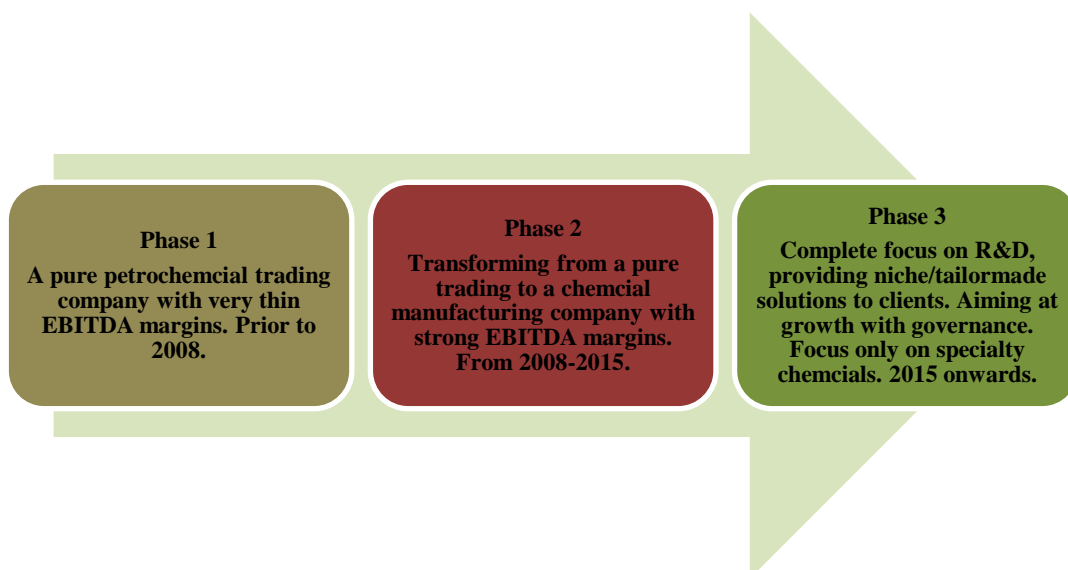 Phase 1
A pure petrochemcial trading
company with very thin
EBITDA margins. Prior to
2008.
Phase 2
Transforming from a pure
trading to a chemcial
manufacturing company with
strong EBITDA margins.
From 2008-2015.
Phase 3
Complete focus on R&D,
providing niche/tailormade
solutions to clients. Aiming at
growth with governance.
Focus only on specialty
chemcials. 2015 onwards.